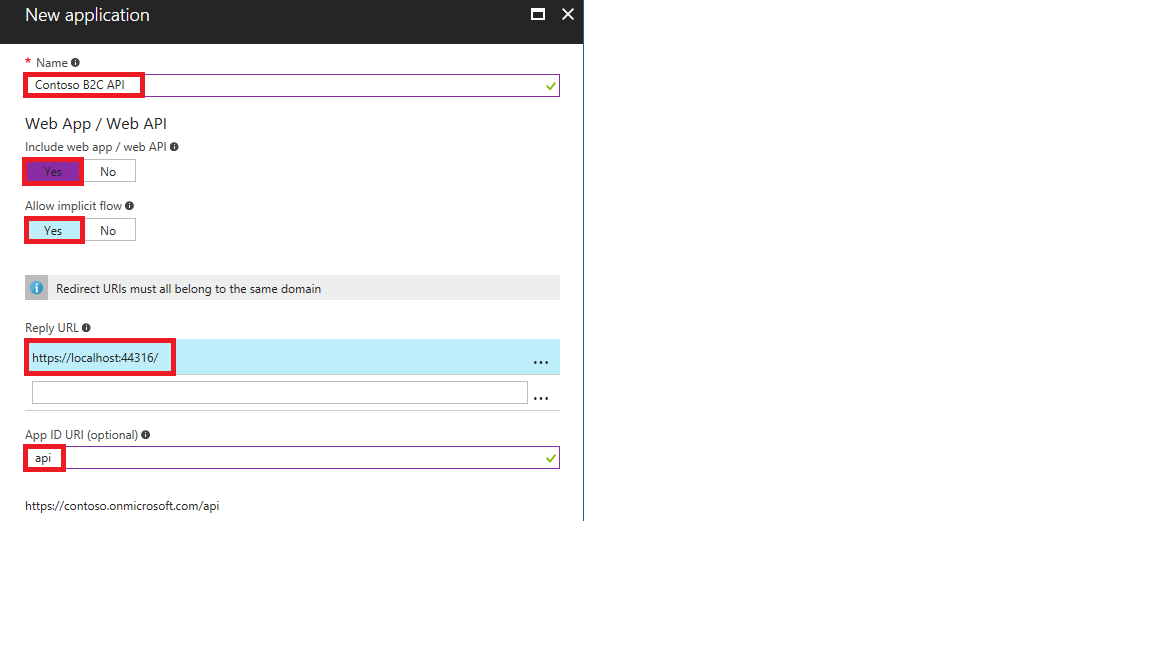 New application
* Name
Contoso B2C API
Web App / Web API
Include web app / web API
Yes No
Allow implicit flow
Yes No
Redirect URIs must all belong to the same domain
Reply URL
https://localhost:44316/ ...
...
App ID URI (optional)
api
https://contoso.onmicrosoft.com/api